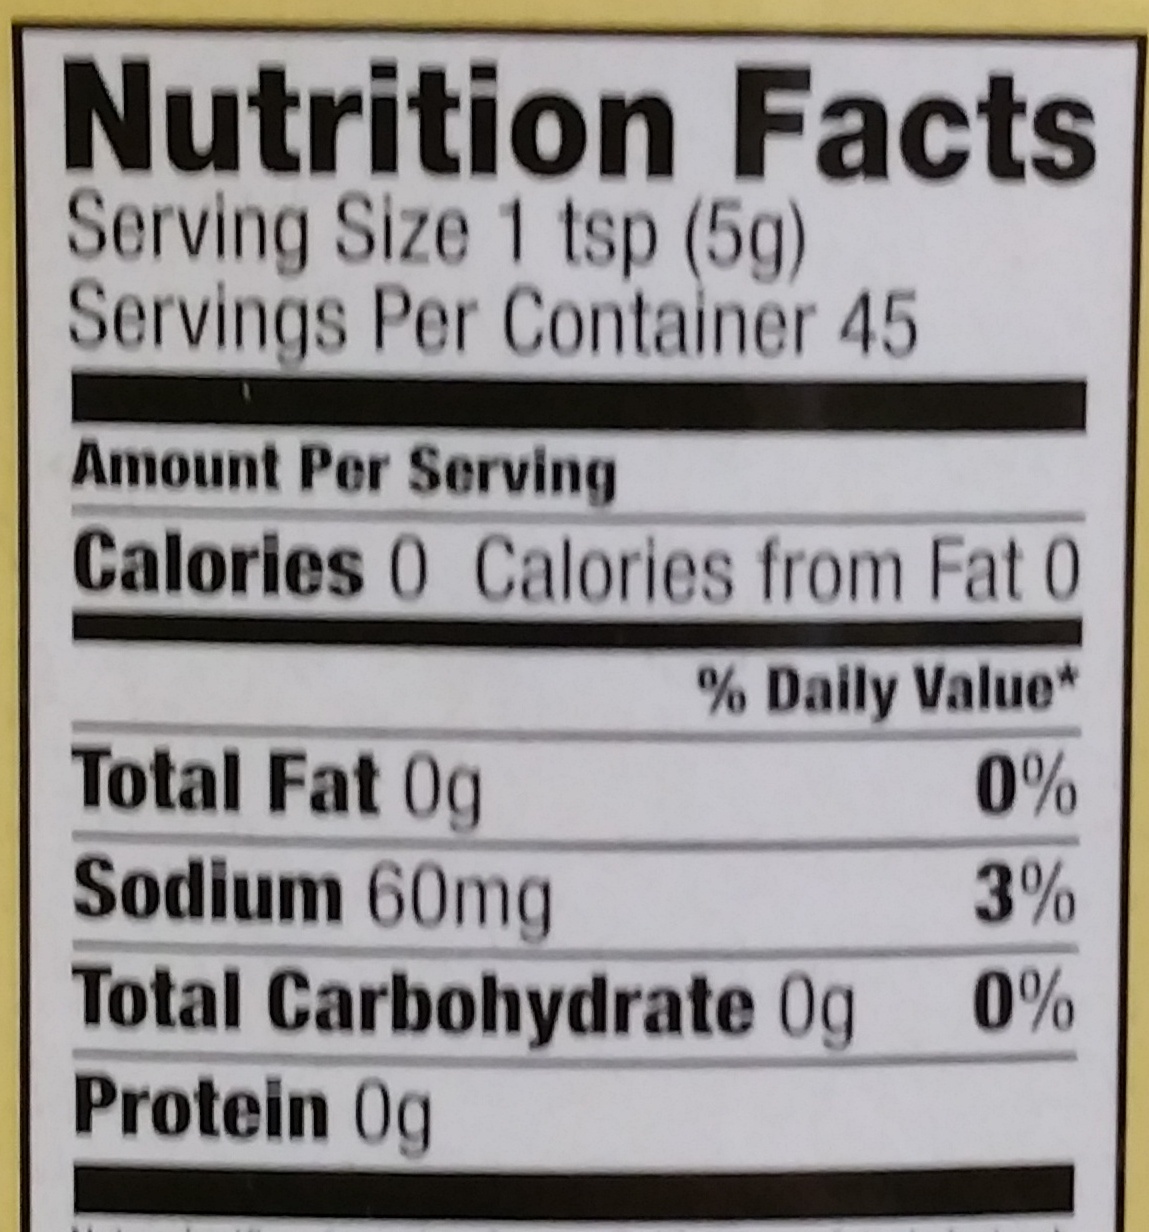 Nutrition Facts
Serving Size 1 tsp (5g)
Servings Per Container 45
Amount Per Serving
Calories 0 Calories from Fat 0
% Daily Value*
Total Fat 0g 0%
Sodium 60mg 3%
Total Carbohydrate 0g 0%
Protein 0g